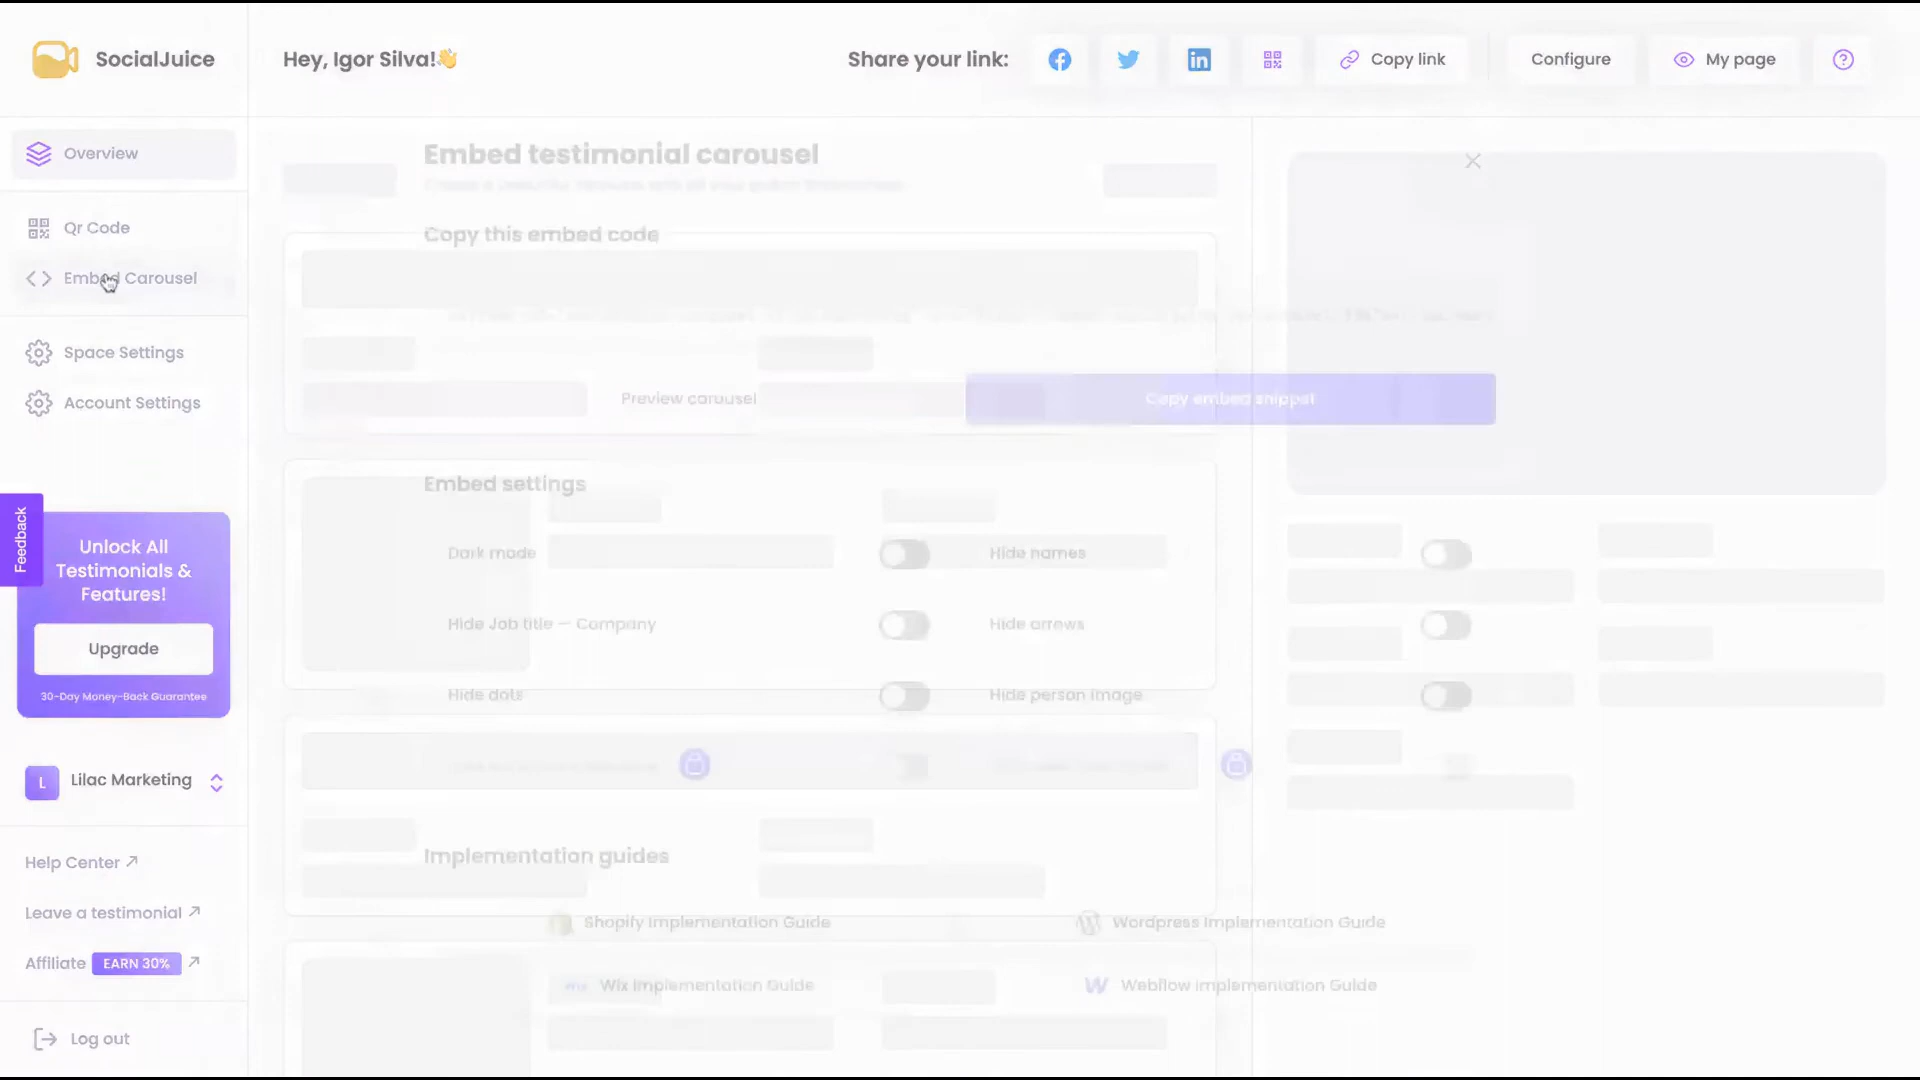 SocialJuice
Hey, Igor Silva!👋
Share your link:
Copy link
Configure
My page
Overview
Qr Code
Embed Carousel
Space Settings
Account Settings
Feedback
Unlock All
Testimonials &
Features!
Upgrade
30-Day Money-Back Guarantee
L
Lilac Marketing
Help Center
Leave a testimonial
Affiliate EARN 30%
Log out
Embed testimonial carousel
Copy this embed code
Preview carousel
Copy embed snippet
Embed settings
Dark mode
Hide names
Hide Job title — Company
Hide arrows
Hide dots
Hide person image
Implementation guides
Shopify Implementation Guide
Wordpress Implementation Guide
Wix Implementation Guide
Webflow Implementation Guide